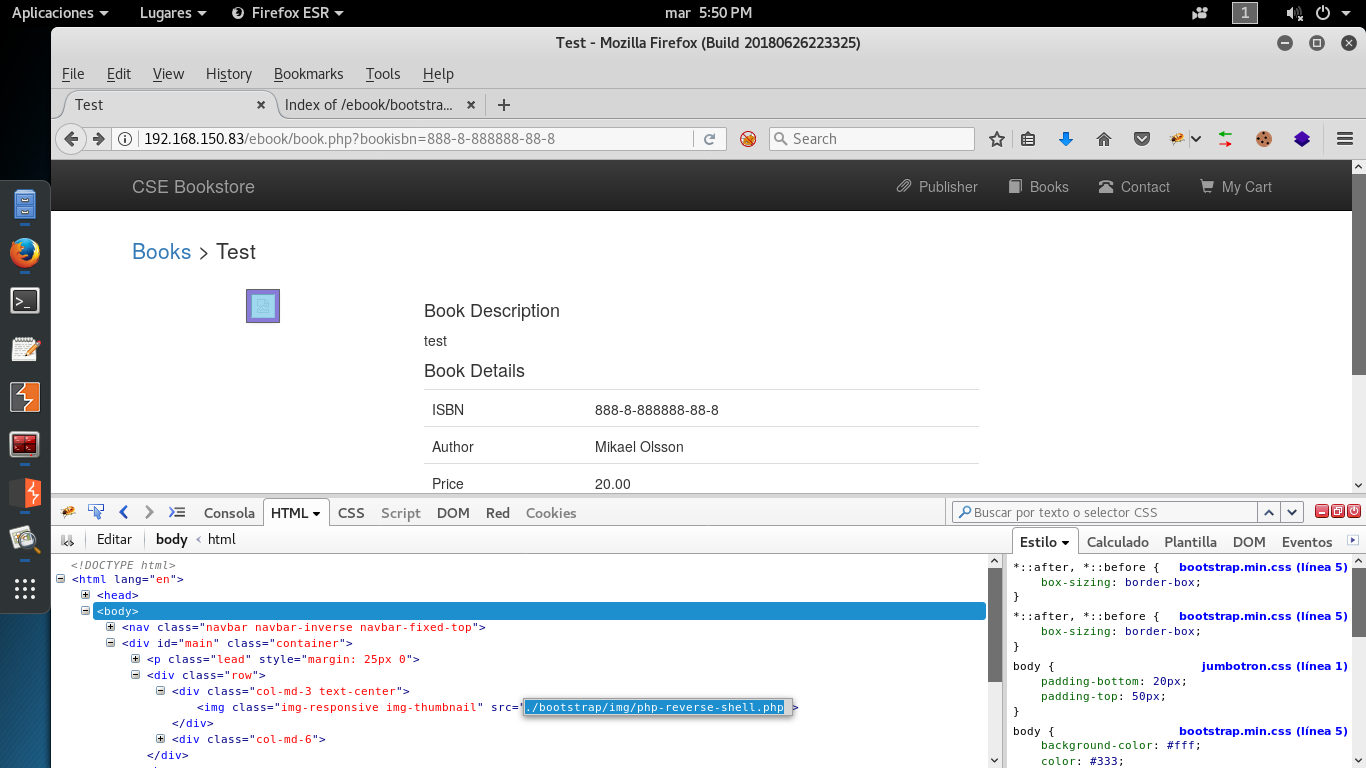 Aplicaciones Lugares Firefox ESR mar 5:50 PM 1
Test - Mozilla Firefox (Build 20180626223325)
File Edit View History Bookmarks Tools Help
Test Index of /ebook/bootstra...
192.168.150.83/ebook/book.php?bookisbn=888-8-888888-88-8 Search
CSE Bookstore Publisher Books Contact My Cart
Books > Test
Book Description
test
Book Details
ISBN 888-8-888888-88-8
Author Mikael Olsson
Price 20.00
Consola HTML CSS Script DOM Red Cookies Buscar por texto o selector CSS
Editar body < html Estilo Calculado Plantilla DOM Eventos
<!DOCTYPE html>
<html lang="en">
<head>
<body>
<nav class="navbar navbar-inverse navbar-fixed-top">
<div id="main" class="container">
<p class="lead" style="margin: 25px 0">
<div class="row">
<div class="col-md-3 text-center">
<img class="img-responsive img-thumbnail" src="./bootstrap/img/php-reverse-shell.php >
</div>
<div class="col-md-6">
</div>
*::after, *::before { bootstrap.min.css (línea 5)
box-sizing: border-box;
}
*::after, *::before { bootstrap.min.css (línea 5)
box-sizing: border-box;
}
body { jumbotron.css (línea 1)
padding-bottom: 20px;
padding-top: 50px;
}
body { bootstrap.min.css (línea 5)
background-color: #fff;
color: #333;